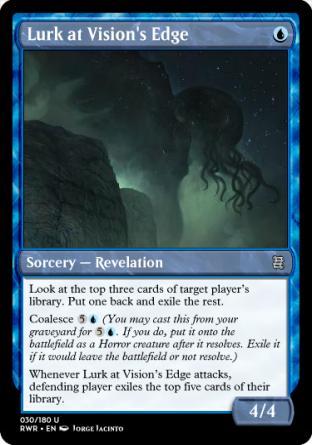 Lurk at Vision's Edge
Sorcery — Revelation
Look at the top three cards of target player's
library. Put one back and exile the rest.
Coalesce 5 (You may cast this from your
graveyard for 5 . If you do, put it onto the
battlefield as a Horror creature after it resolves. Exile it
if it would leave the battlefield or not resolve.)
Whenever Lurk at Vision's Edge attacks,
defending player exiles the top five cards of their
library.
4/4
030/180 U
RWR • EN Jorge Jacinto